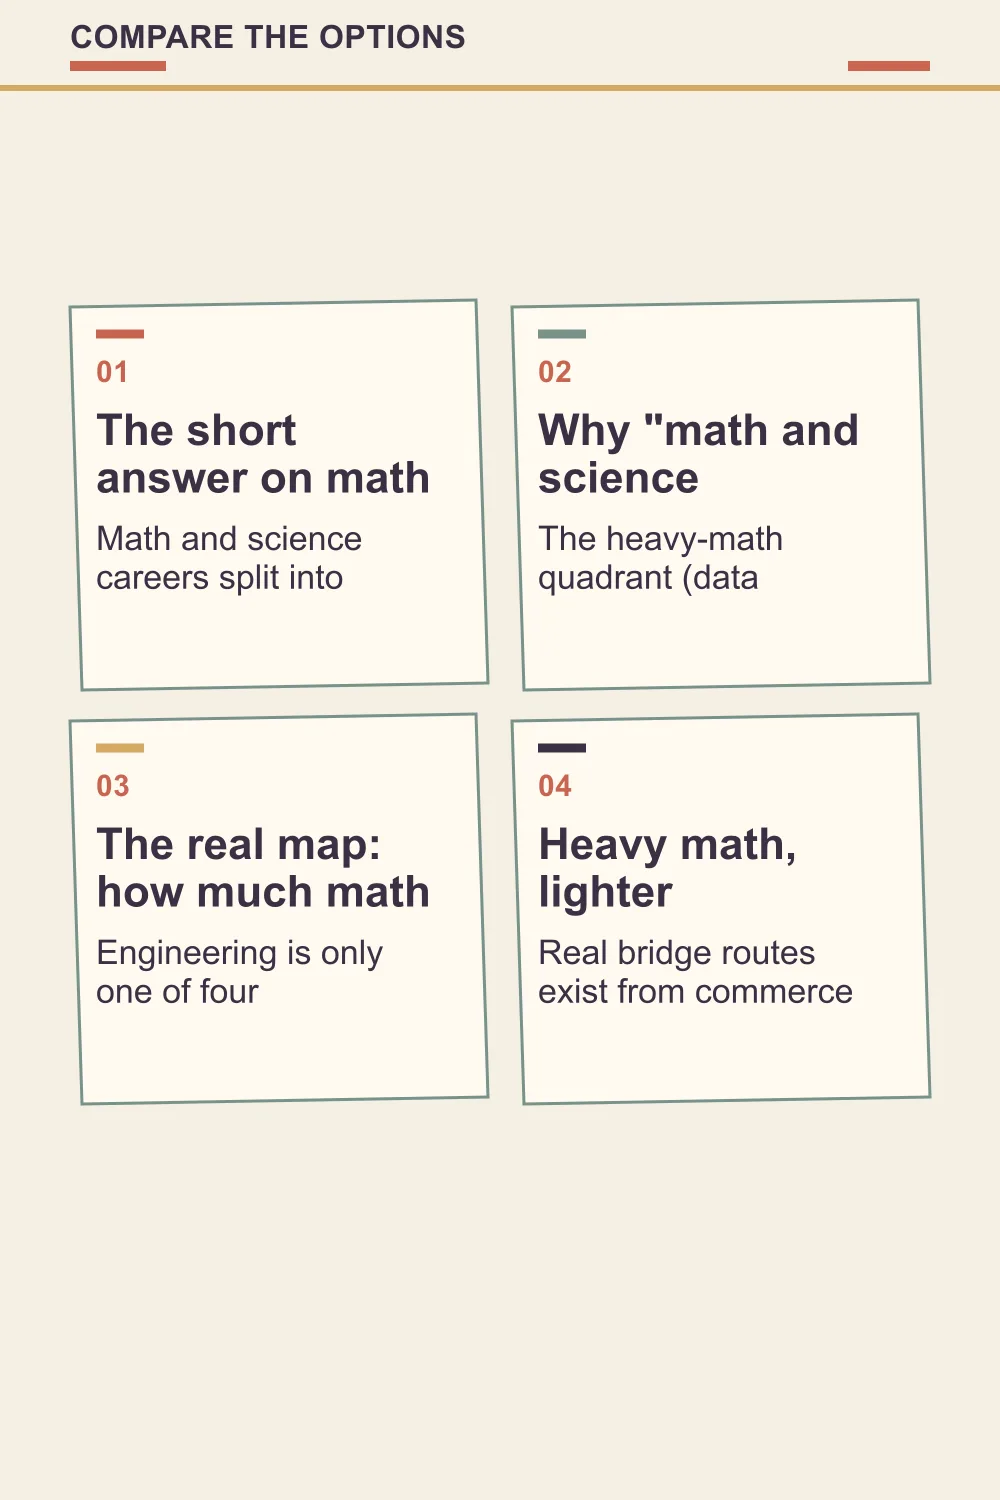 COMPARE THE OPTIONS
01
The short
answer on math
Math and science
careers split into
02
Why "math and
science
The heavy-math
quadrant (data
03
The real map:
how much math
Engineering is only
one of four
04
Heavy math,
lighter
Real bridge routes
exist from commerce